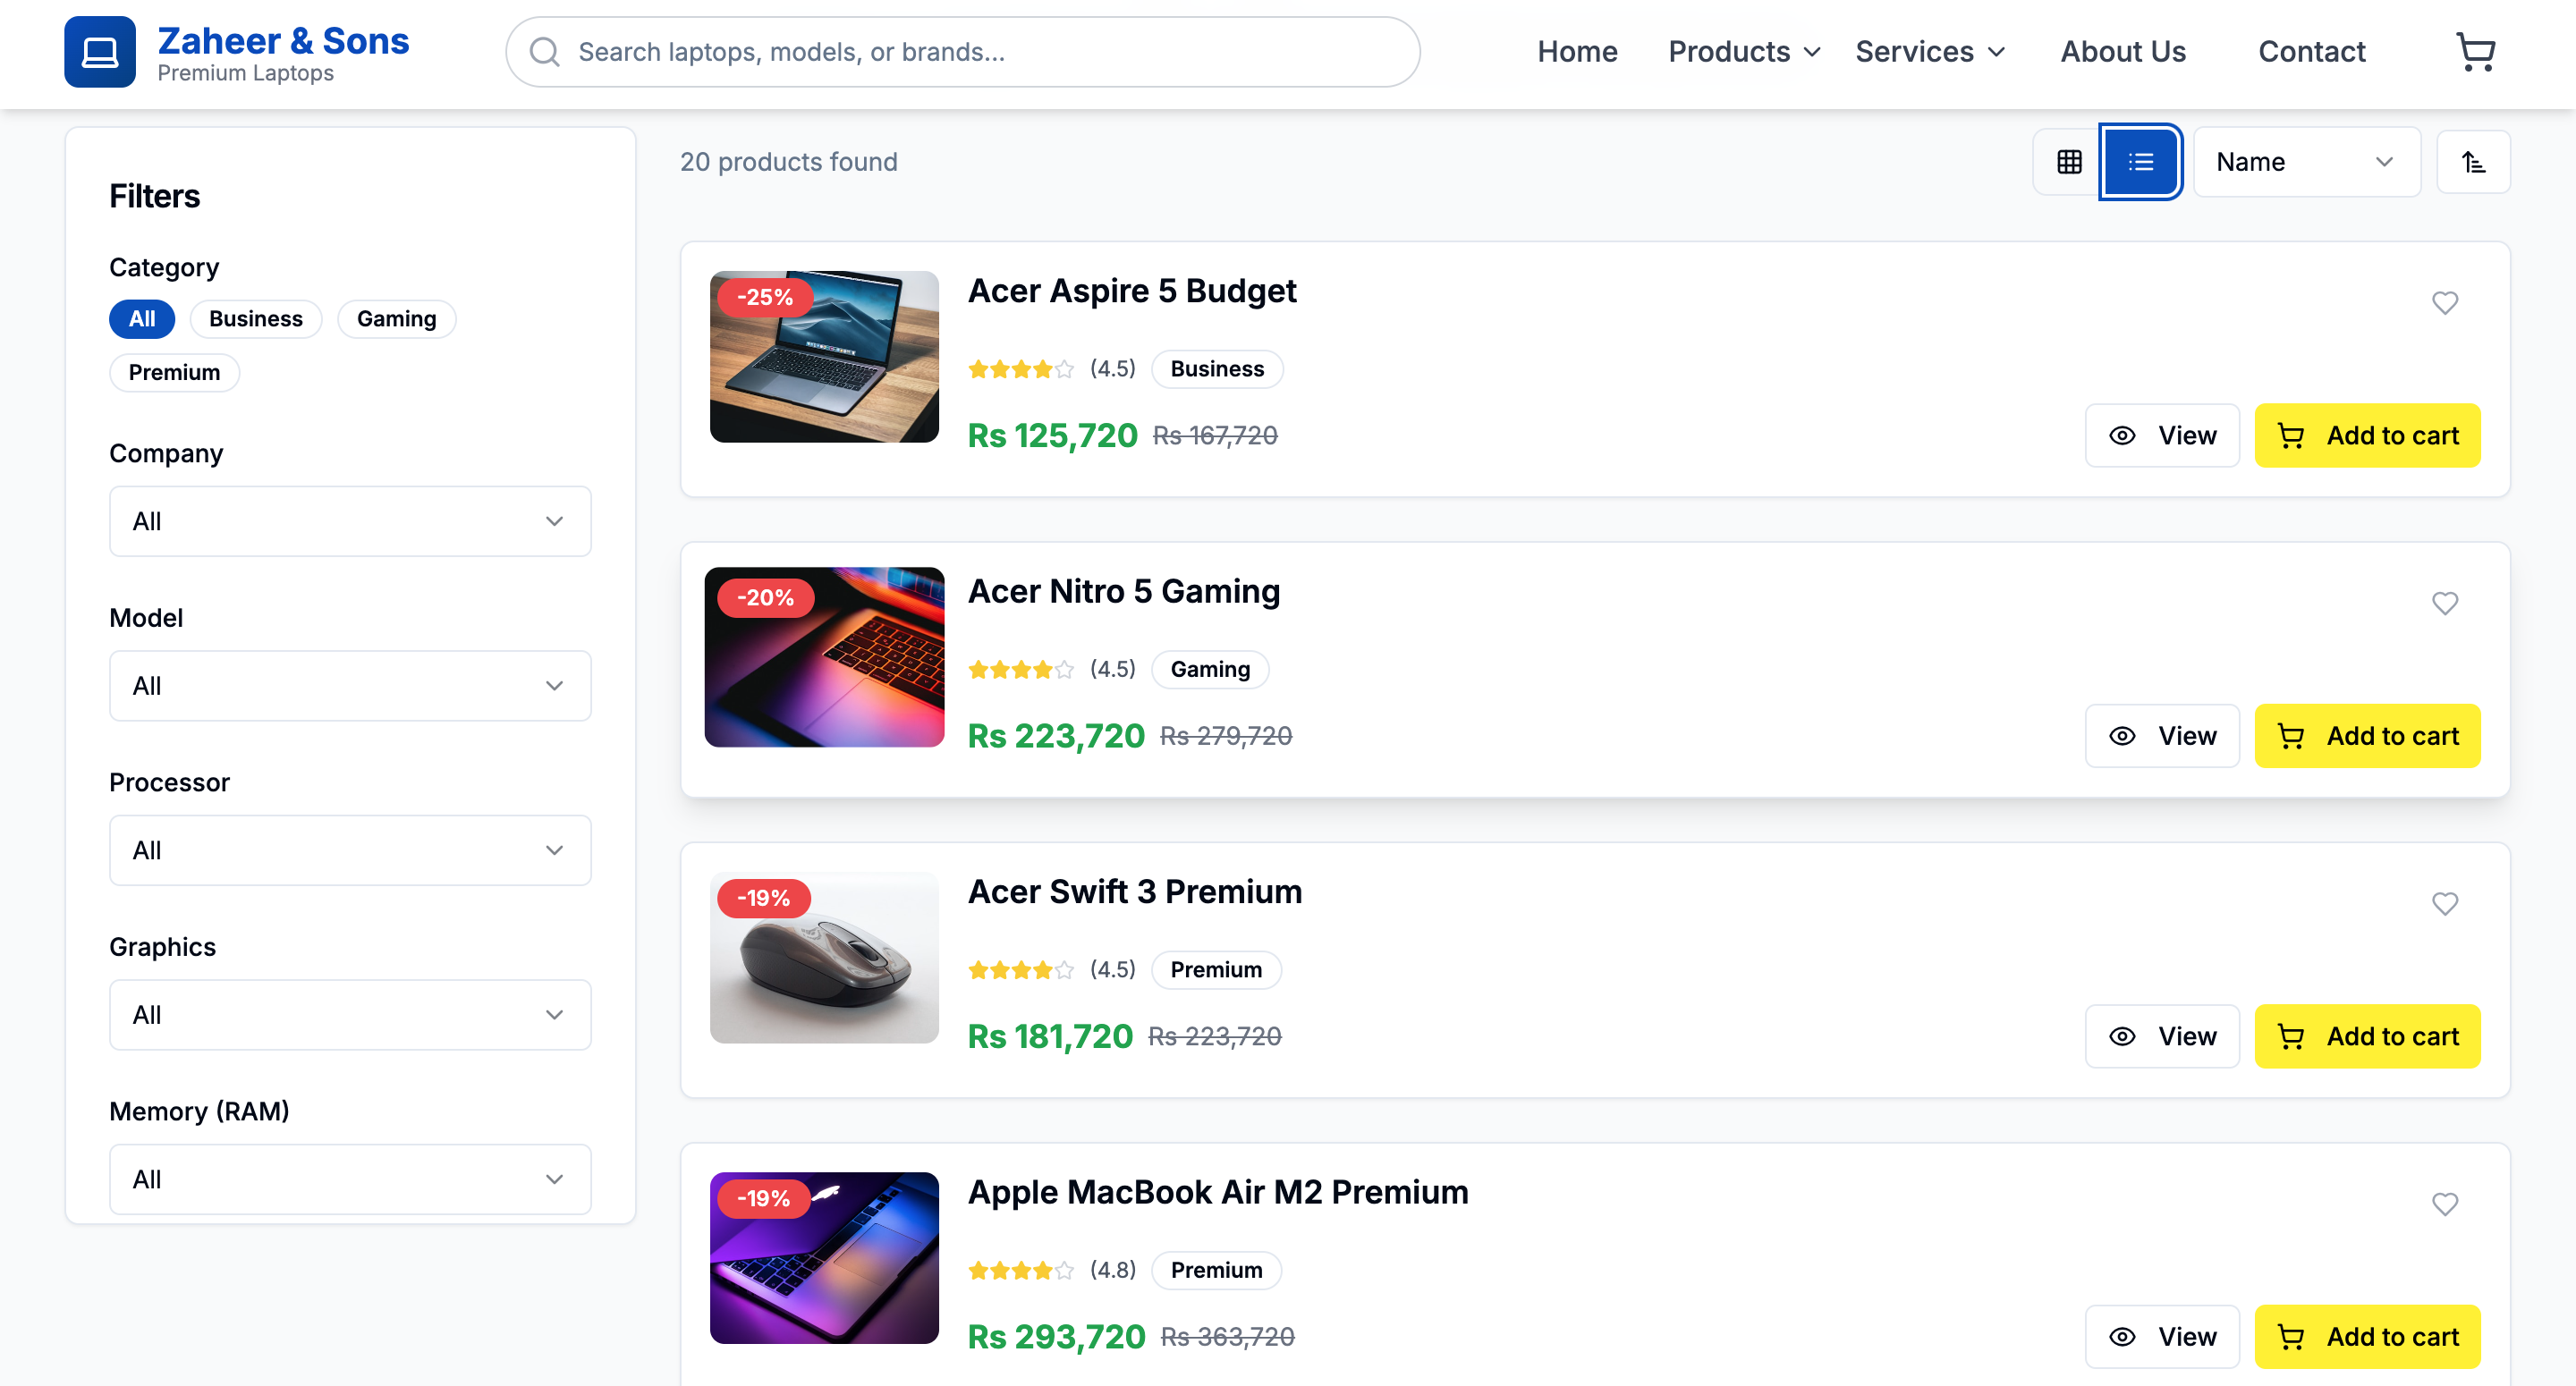 Zaheer & Sons
Premium Laptops
Search laptops, models, or brands...
Home
Products
Services
About Us
Contact
Filters
Category
All
Business
Gaming
Premium
Company
All
Model
All
Processor
All
Graphics
All
Memory (RAM)
All
20 products found
Name
-25%
Acer Aspire 5 Budget
(4.5)
Business
Rs 125,720 Rs 167,720
View
Add to cart
-20%
Acer Nitro 5 Gaming
(4.5)
Gaming
Rs 223,720 Rs 279,720
View
Add to cart
-19%
Acer Swift 3 Premium
(4.5)
Premium
Rs 181,720 Rs 223,720
View
Add to cart
-19%
Apple MacBook Air M2 Premium
(4.8)
Premium
Rs 293,720 Rs 363,720
View
Add to cart